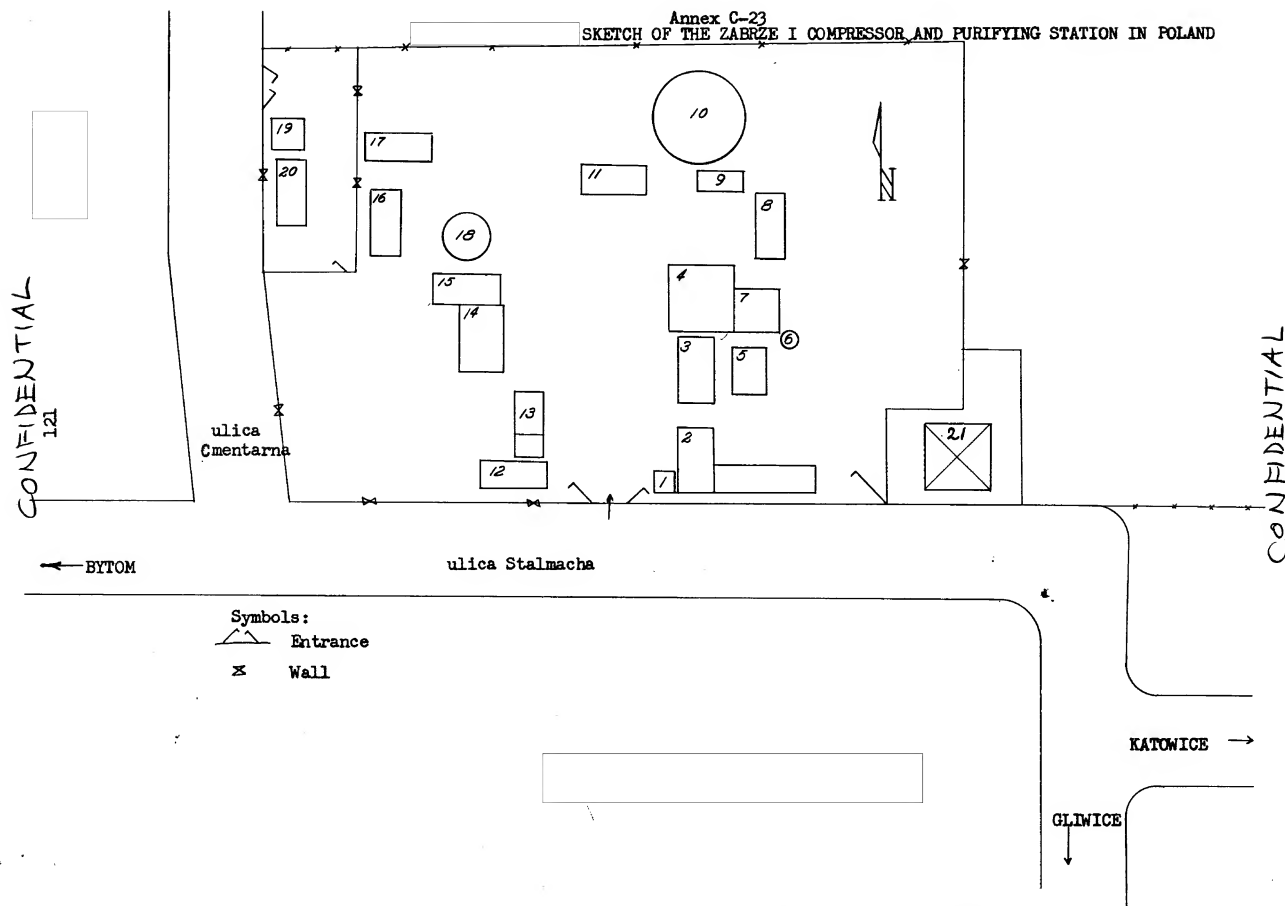 Annex C-23
SKETCH OF THE ZABRZE I COMPRESSOR AND PURIFYING STATION IN POLAND
10
19
17
20
11
9
16
8
N
18
4
15
7
14
6
3
5
CONFIDENTIAL
121
CONFIDENTIAL
13
ulica
Cmentarna
2
21
12
1
BYTOM
ulica Stalmacha
Symbols:
Entrance
Wall
KATOWICE
GLIWICE